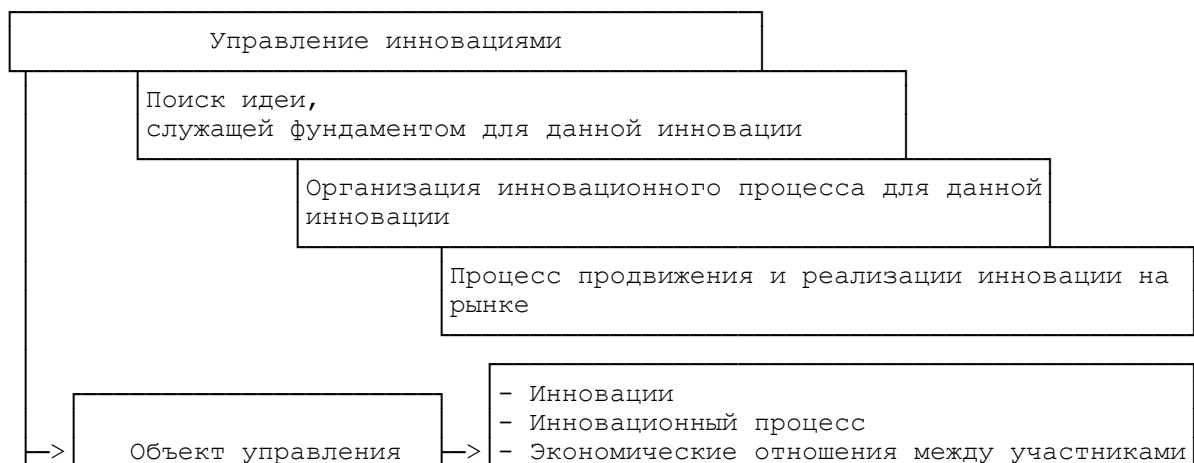 Управление инновациями
Поиск идеи,
служащей фундаментом для данной инновации
Организация инновационного процесса для данной
инновации
Процесс продвижения и реализации инновации на
рынке
- Инновации
- Инновационный процесс
Объект управления
- Экономические отношения между участниками